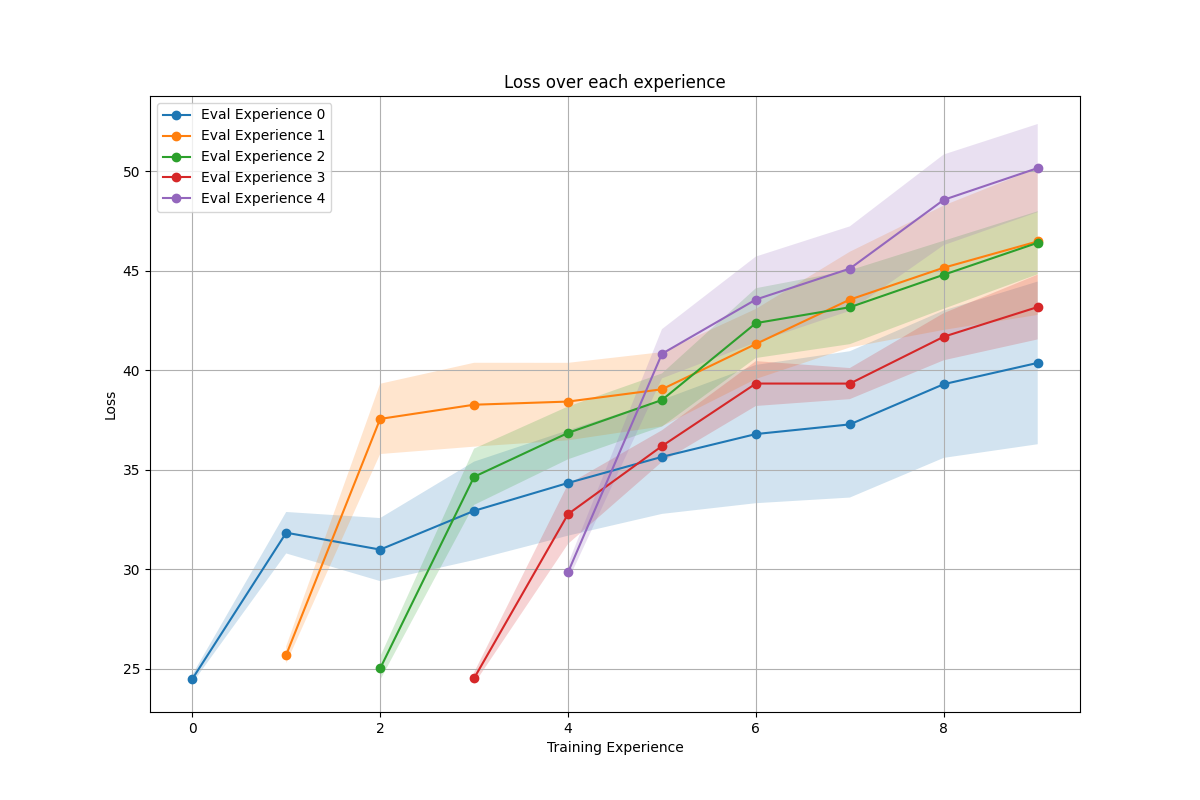 Loss over each experience
Eval Experience 0
Eval Experience 1
Eval Experience 2
Eval Experience 3
Eval Experience 4
50
45
40
35
30
25
Loss
0 2 4 6 8
Training Experience